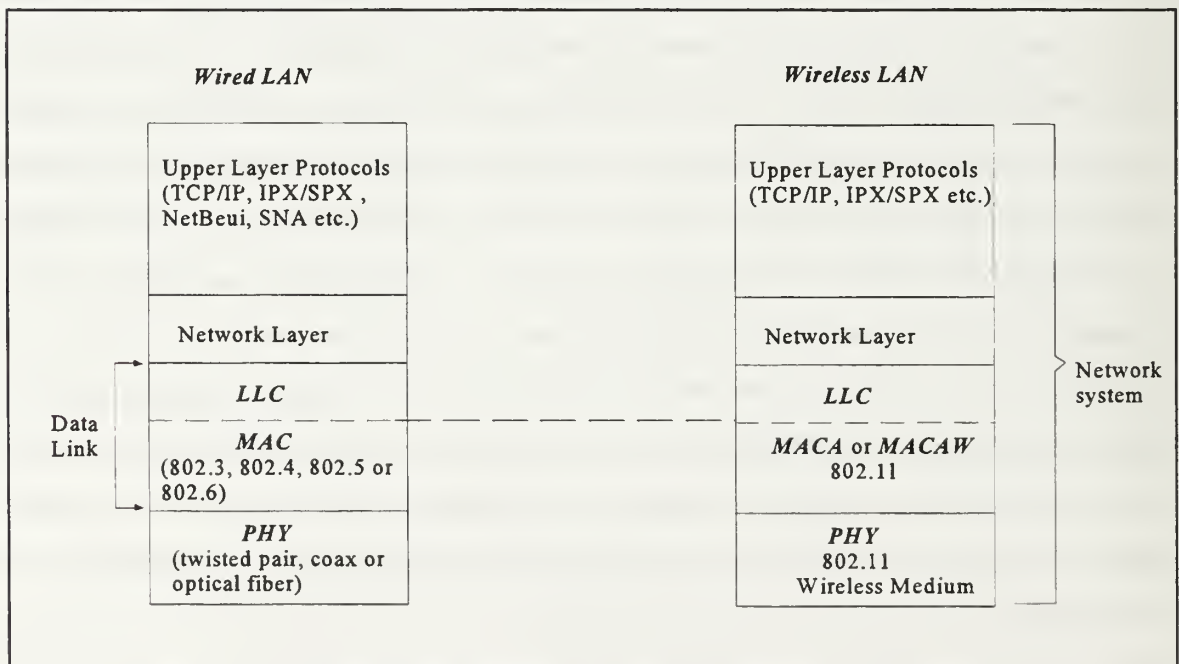 Wired LAN
Wireless LAN
Upper Layer Protocols
(TCP/IP, IPX/SPX ,
NetBeui, SNA etc.)
Network Layer
LLC
MAC
(802.3, 802.4, 802.5 or
802.6)
PHY
(twisted pair, coax or
optical fiber)
Data
Link
Upper Layer Protocols
(TCP/IP, IPX/SPX etc.)
Network Layer
LLC
MACA or MACAW
802.11
PHY
802.11
Wireless Medium
Network
system